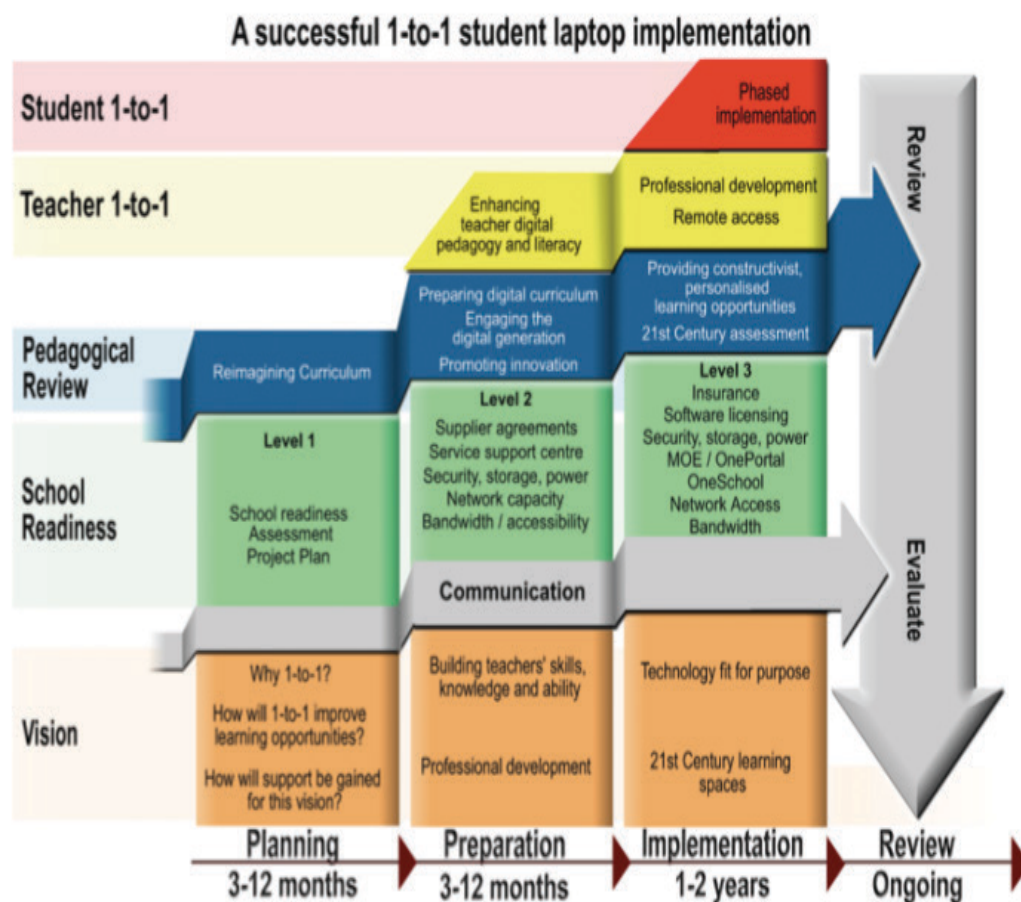 A successful 1-to-1 student laptop implementation
Student 1-to-1
Phased
implementation
Teacher 1-to-1
Enhancing
teacher digital
pedagogy and literacy
Professional development
Remote access
Pedagogical
Review
Reimagining Curriculum
Preparing digital curriculum
Engaging the
digital generation
Promoting innovation
Providing constructivist,
personalised
learning opportunities
21st Century assessment
School
Readiness
Level 1
School readiness
Assessment
Project Plan
Level 2
Supplier agreements
Service support centre
Security, storage, power
Network capacity
Bandwidth / accessibility
Level 3
Insurance
Software licensing
Security, storage, power
MOE / OnePortal
OneSchool
Network Access
Bandwidth
Communication
Vision
Why 1-to-1?
How will 1-to-1 improve
learning opportunities?
How will support be gained
for this vision?
Building teachers' skills,
knowledge and ability
Professional development
Technology fit for purpose
21st Century learning
spaces
Review
Evaluate
Planning
3-12 months
Preparation
3-12 months
Implementation
1-2 years
Review
Ongoing